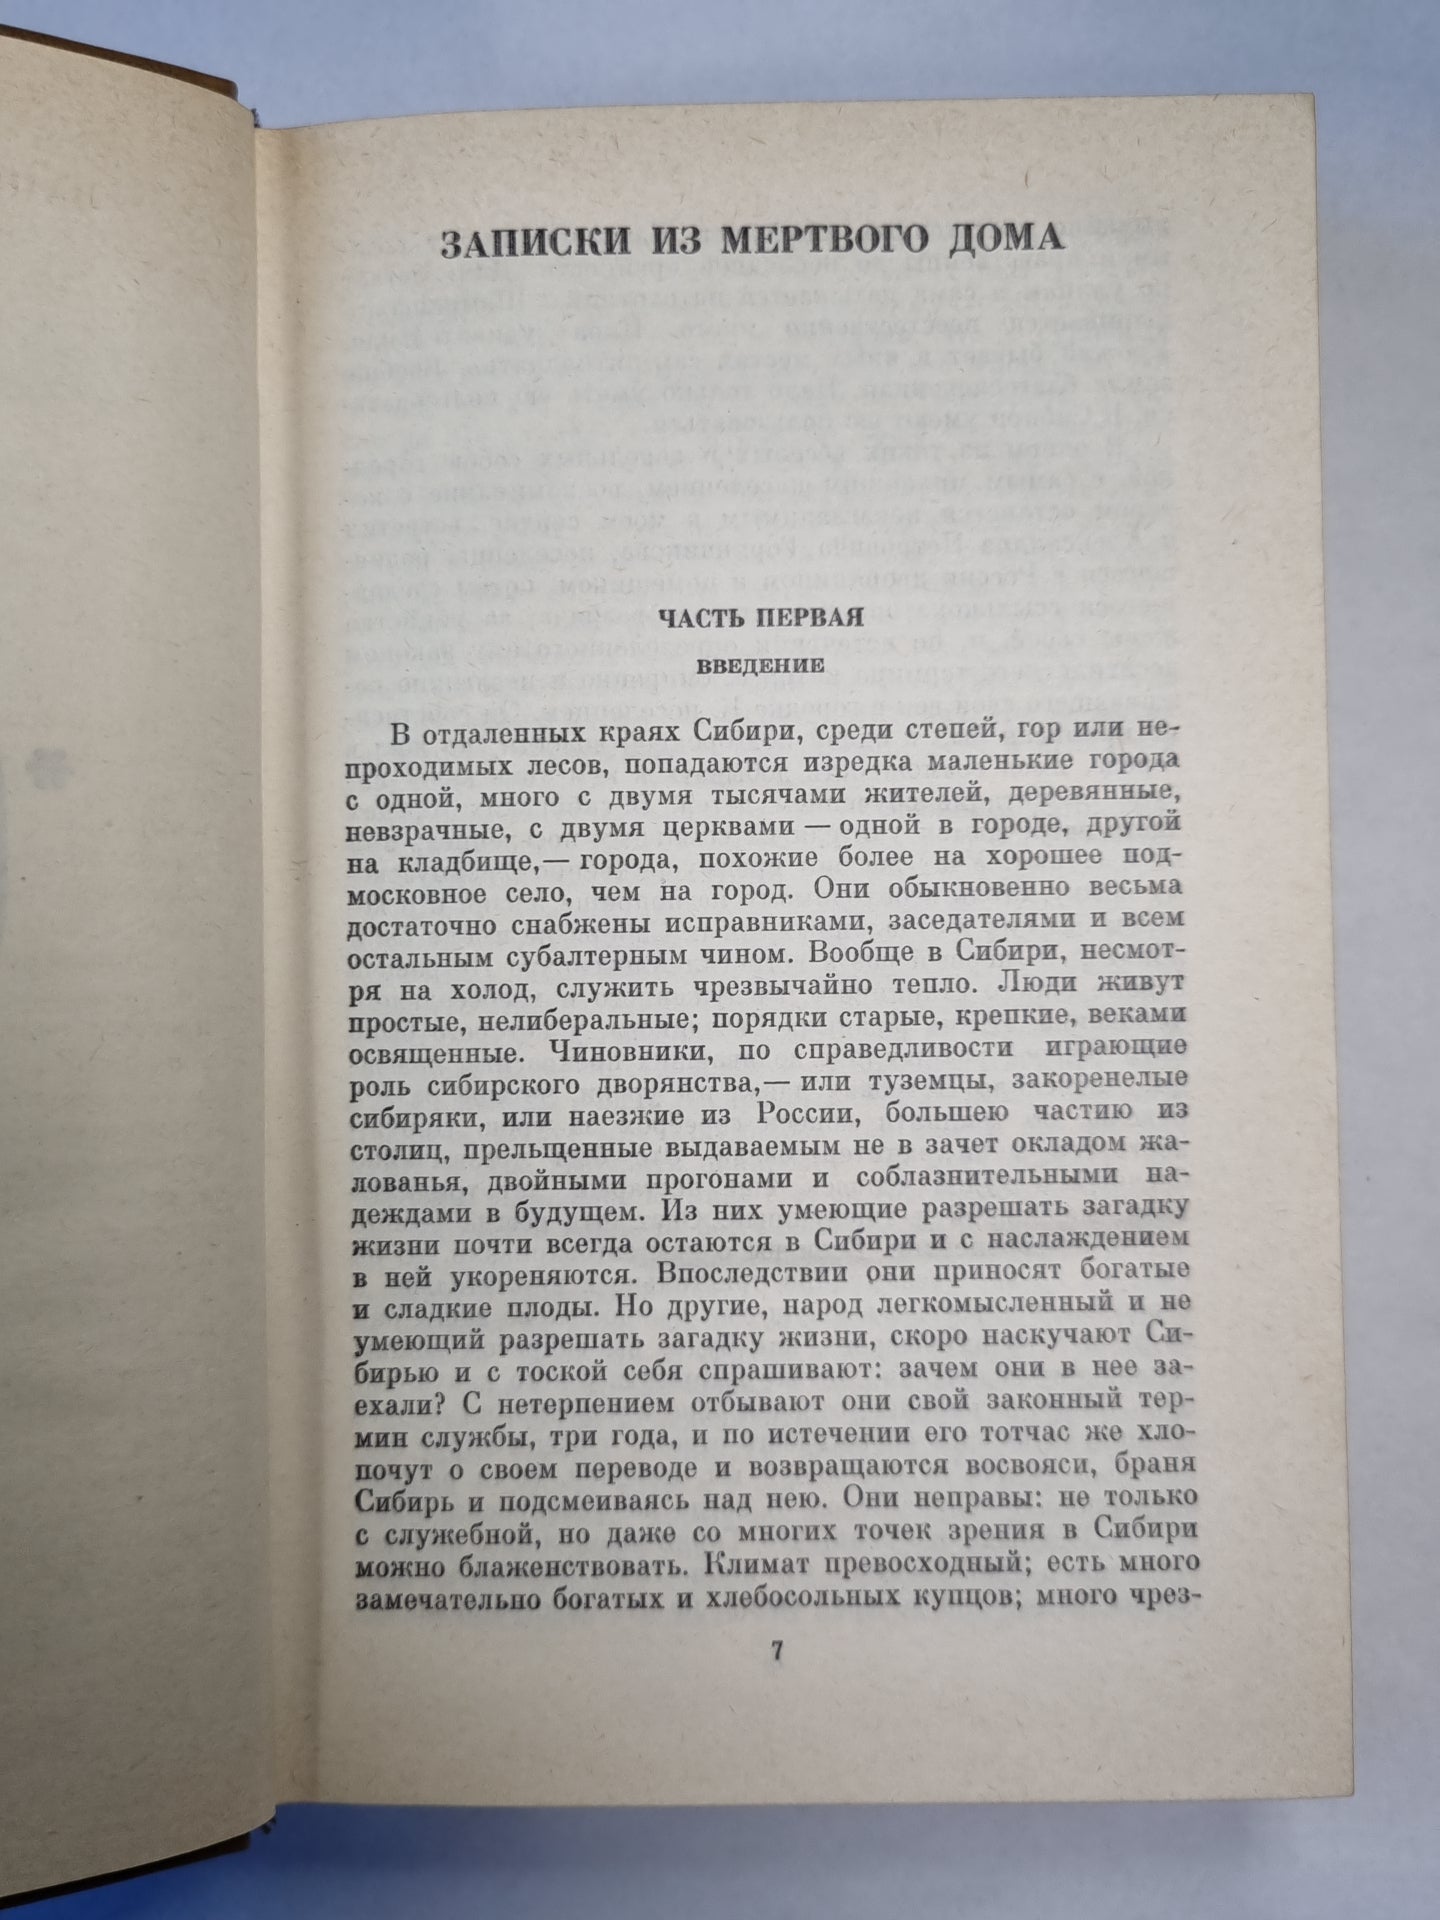 ЗАПИСКИ ИЗ МЕРТВОГО ДОМА
ЧАСТЬ ПЕРВАЯ
ВВЕДЕНИЕ
В отдаленных краях Сибири, среди степей, гор или не-
проходимых лесов, попадаются изредка маленькие города
с одной, много с двумя тысячами жителей, деревянные,
невзрачные, с двумя церквами — одной в городе, другой
на кладбище,— города, похожие более на хорошее под-
московное село, чем на город. Они обыкновенно весьма
достаточно снабжены исправниками, заседателями и всем
остальным субалтерным чином. Вообще в Сибири, несмот-
ря на холод, служить чрезвычайно тепло. Люди живут
простые, нелиберальные; порядки старые, крепкие, веками
освященные. Чиновники, по справедливости играющие
роль сибирского дворянства,— или туземцы, закоренелые
сибиряки, или наезжие из России, большею частию из
столиц, прельщенные выдаваемым не в зачет окладом жа-
лованья, двойными прогонами и соблазнительными на-
деждами в будущем. Из них умеющие разрешать загадку
жизни почти всегда остаются в Сибири и с наслаждением
в ней укореняются. Впоследствии они приносят богатые
и сладкие плоды. Но другие, народ легкомысленный и не
умеющий разрешать загадку жизни, скоро наскучают Си-
бирью и с тоской себя спрашивают: зачем они в нее за-
ехали? С нетерпением отбывают они свой законный тер-
мин службы, три года, и по истечении его тотчас же хло-
почут о своем переводе и возвращаются восвояси, браня
Сибирь и подсмеиваясь над нею. Они неправы: не только
с служебной, но даже со многих точек зрения в Сибири
можно блаженствовать. Климат превосходный; есть много
замечательно богатых и хлебосольных купцов; много чрез-
7